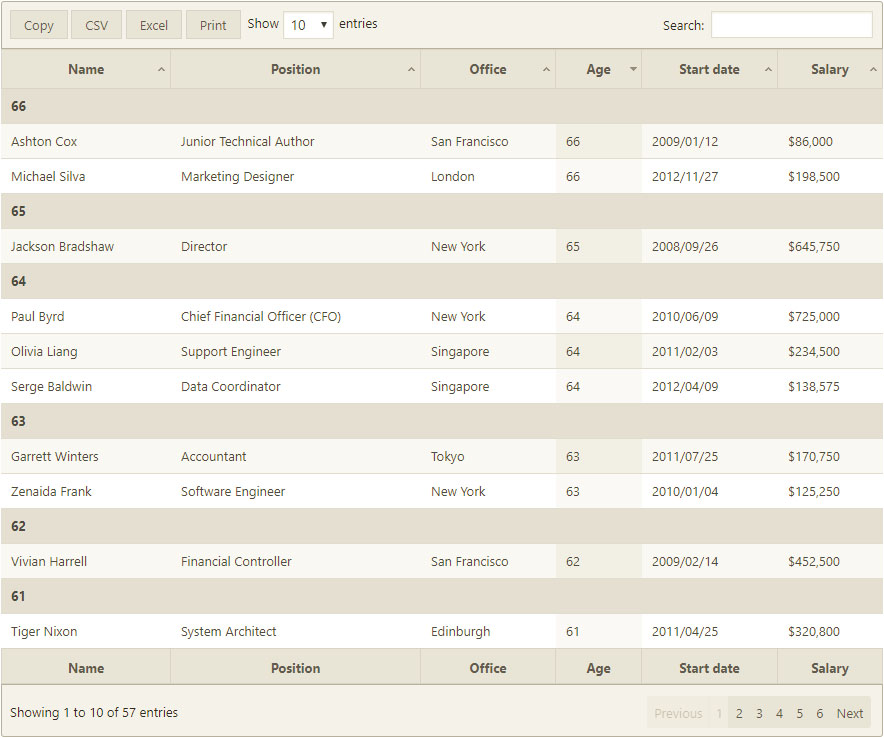 Copy CSV Excel Print Show 10 entries Search:
Name Position Office Age Start date Salary
66
Ashton Cox Junior Technical Author San Francisco 66 2009/01/12 $86,000
Michael Silva Marketing Designer London 66 2012/11/27 $198,500
65
Jackson Bradshaw Director New York 65 2008/09/26 $645,750
64
Paul Byrd Chief Financial Officer (CFO) New York 64 2010/06/09 $725,000
Olivia Liang Support Engineer Singapore 64 2011/02/03 $234,500
Serge Baldwin Data Coordinator Singapore 64 2012/04/09 $138,575
63
Garrett Winters Accountant Tokyo 63 2011/07/25 $170,750
Zenaida Frank Software Engineer New York 63 2010/01/04 $125,250
62
Vivian Harrell Financial Controller San Francisco 62 2009/02/14 $452,500
61
Tiger Nixon System Architect Edinburgh 61 2011/04/25 $320,800
Name Position Office Age Start date Salary
Showing 1 to 10 of 57 entries Previous 1 2 3 4 5 6 Next